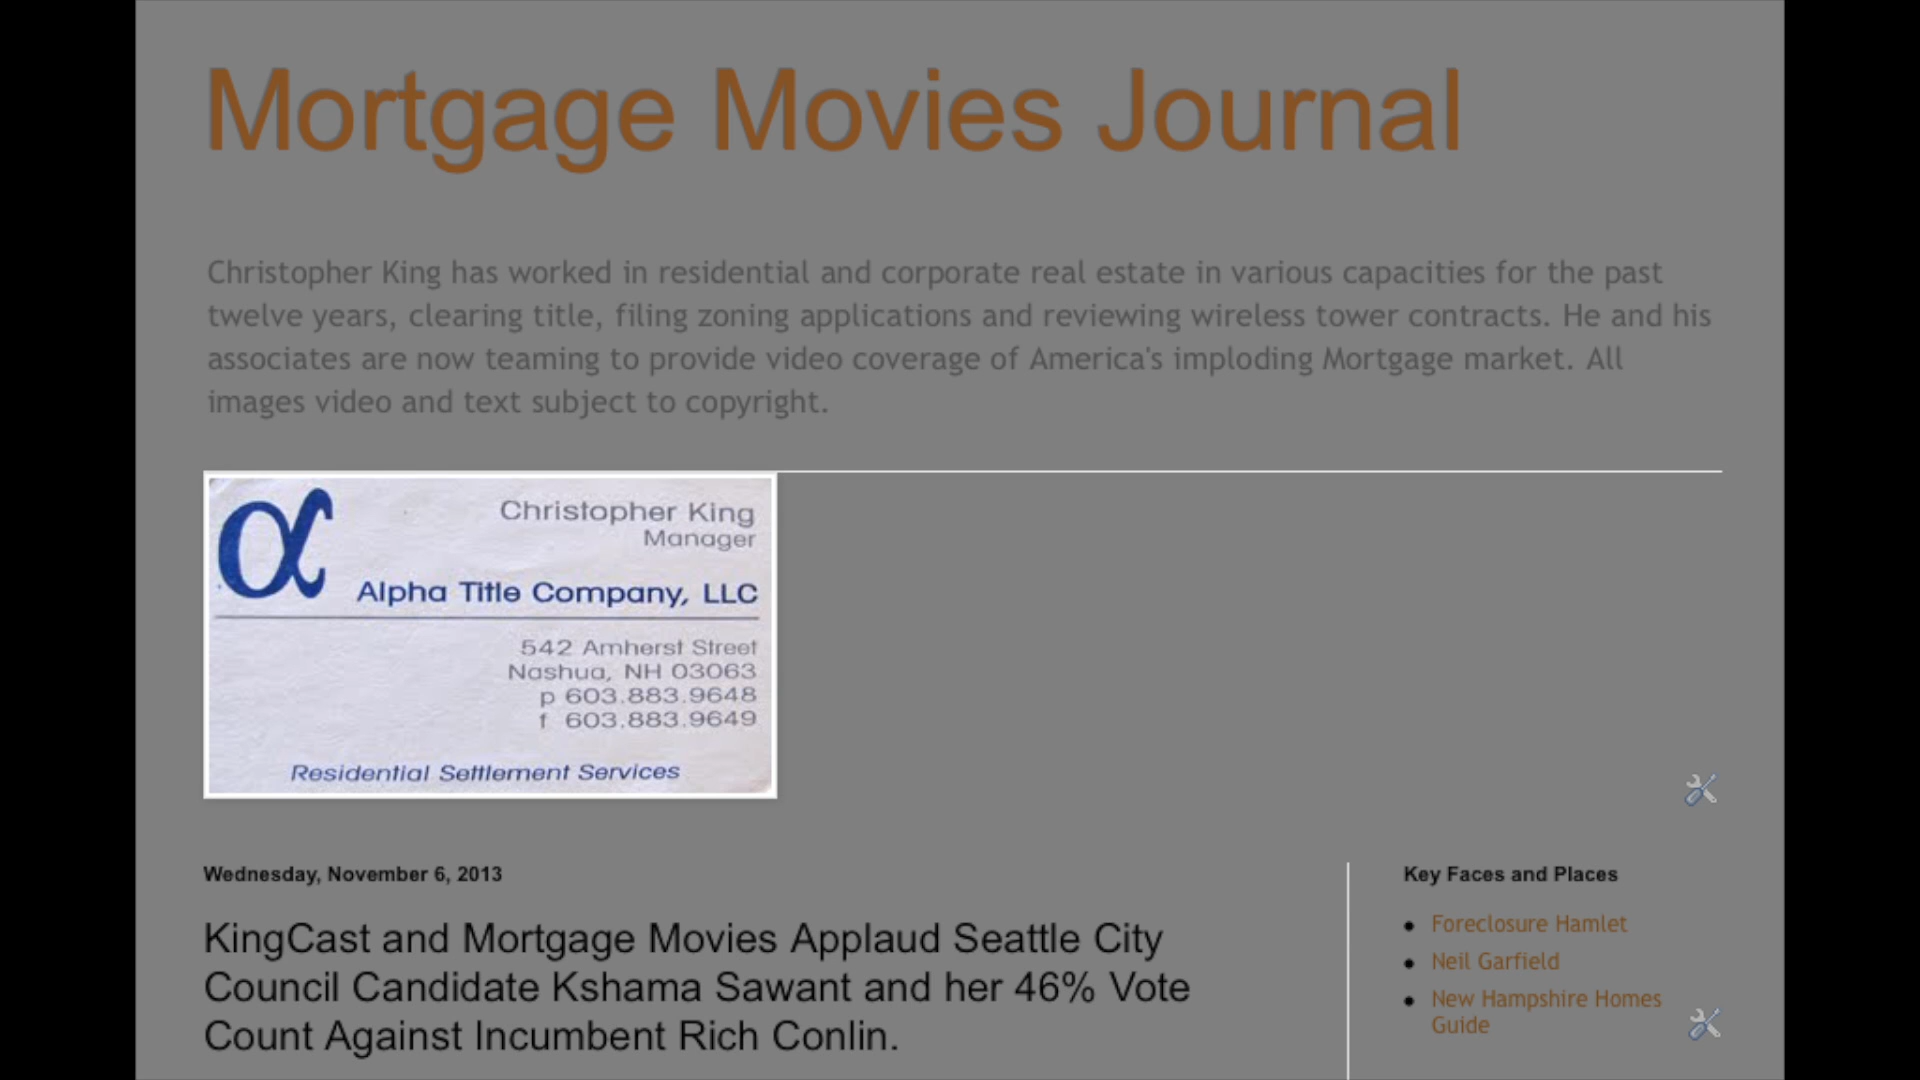 Mortgage Movies Journal
Christopher King has worked in residential and corporate real estate in various capacities for the past
twelve years, clearing title, filing zoning applications and reviewing wireless tower contracts. He and his
associates are now teaming to provide video coverage of America's imploding Mortgage market. All
images video and text subject to copyright.
α
Christopher King
Manager
Alpha Title Company, LLC
542 Amherst Street
Nashua, NH 03063
p 603.883.9648
f 603.883.9649
Residential Settlement Services
Wednesday, November 6, 2013
KingCast and Mortgage Movies Applaud Seattle City
Council Candidate Kshama Sawant and her 46% Vote
Count Against Incumbent Rich Conlin.
Key Faces and Places
Foreclosure Hamlet
Neil Garfield
New Hampshire Homes
Guide